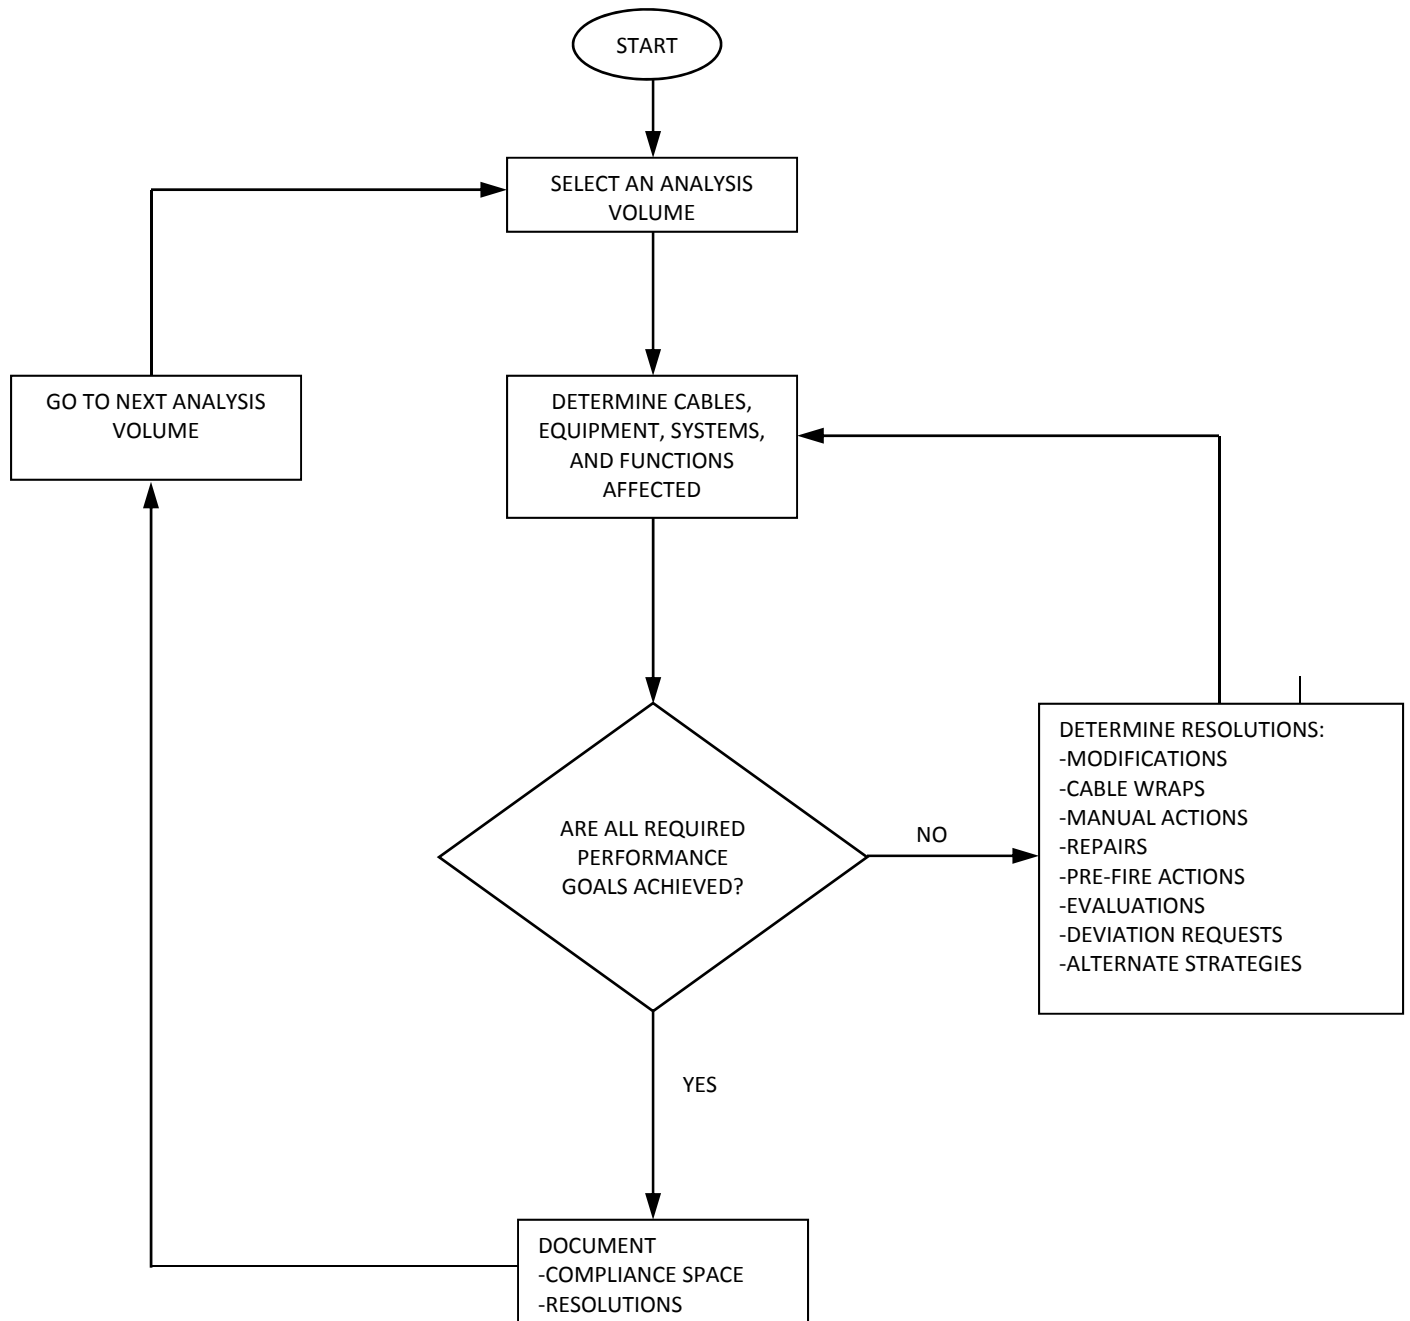 START
SELECT AN ANALYSIS
VOLUME
GO TO NEXT ANALYSIS
VOLUME
DETERMINE CABLES,
EQUIPMENT, SYSTEMS,
AND FUNCTIONS
AFFECTED
ARE ALL REQUIRED
PERFORMANCE
GOALS ACHIEVED?
NO
DETERMINE RESOLUTIONS:
-MODIFICATIONS
-CABLE WRAPS
-MANUAL ACTIONS
-REPAIRS
-PRE-FIRE ACTIONS
-EVALUATIONS
-DEVIATION REQUESTS
-ALTERNATE STRATEGIES
YES
DOCUMENT
-COMPLIANCE SPACE
-RESOLUTIONS